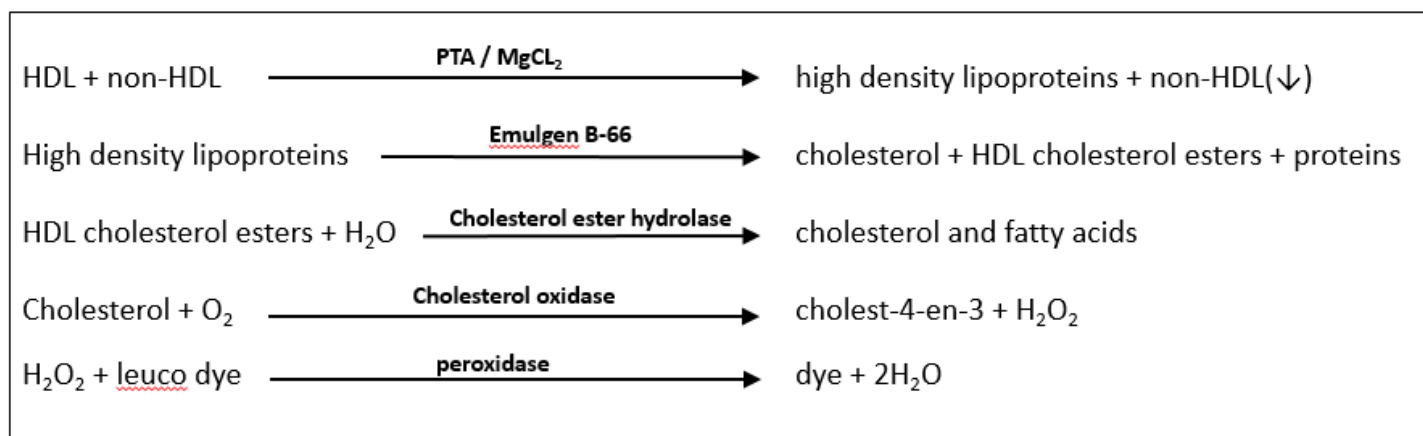 HDL + non-HDL PTA / MgCL₂ high density lipoproteins + non-HDL(↓)
High density lipoproteins Emulgen B-66 cholesterol + HDL cholesterol esters + proteins
HDL cholesterol esters + H₂O Cholesterol ester hydrolase cholesterol and fatty acids
Cholesterol + O₂ Cholesterol oxidase cholest-4-en-3 + H₂O₂
H₂O₂ + leuco dye peroxidase dye + 2H₂O